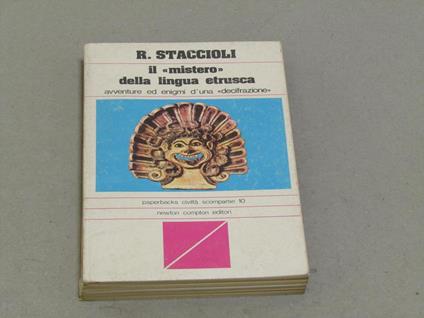 R. STACCIOLI
il «mistero»
della lingua etrusca
avventure ed enigmi d'una «decifrazione»
paperbacks civiltà scomparse 10
newton compton editori